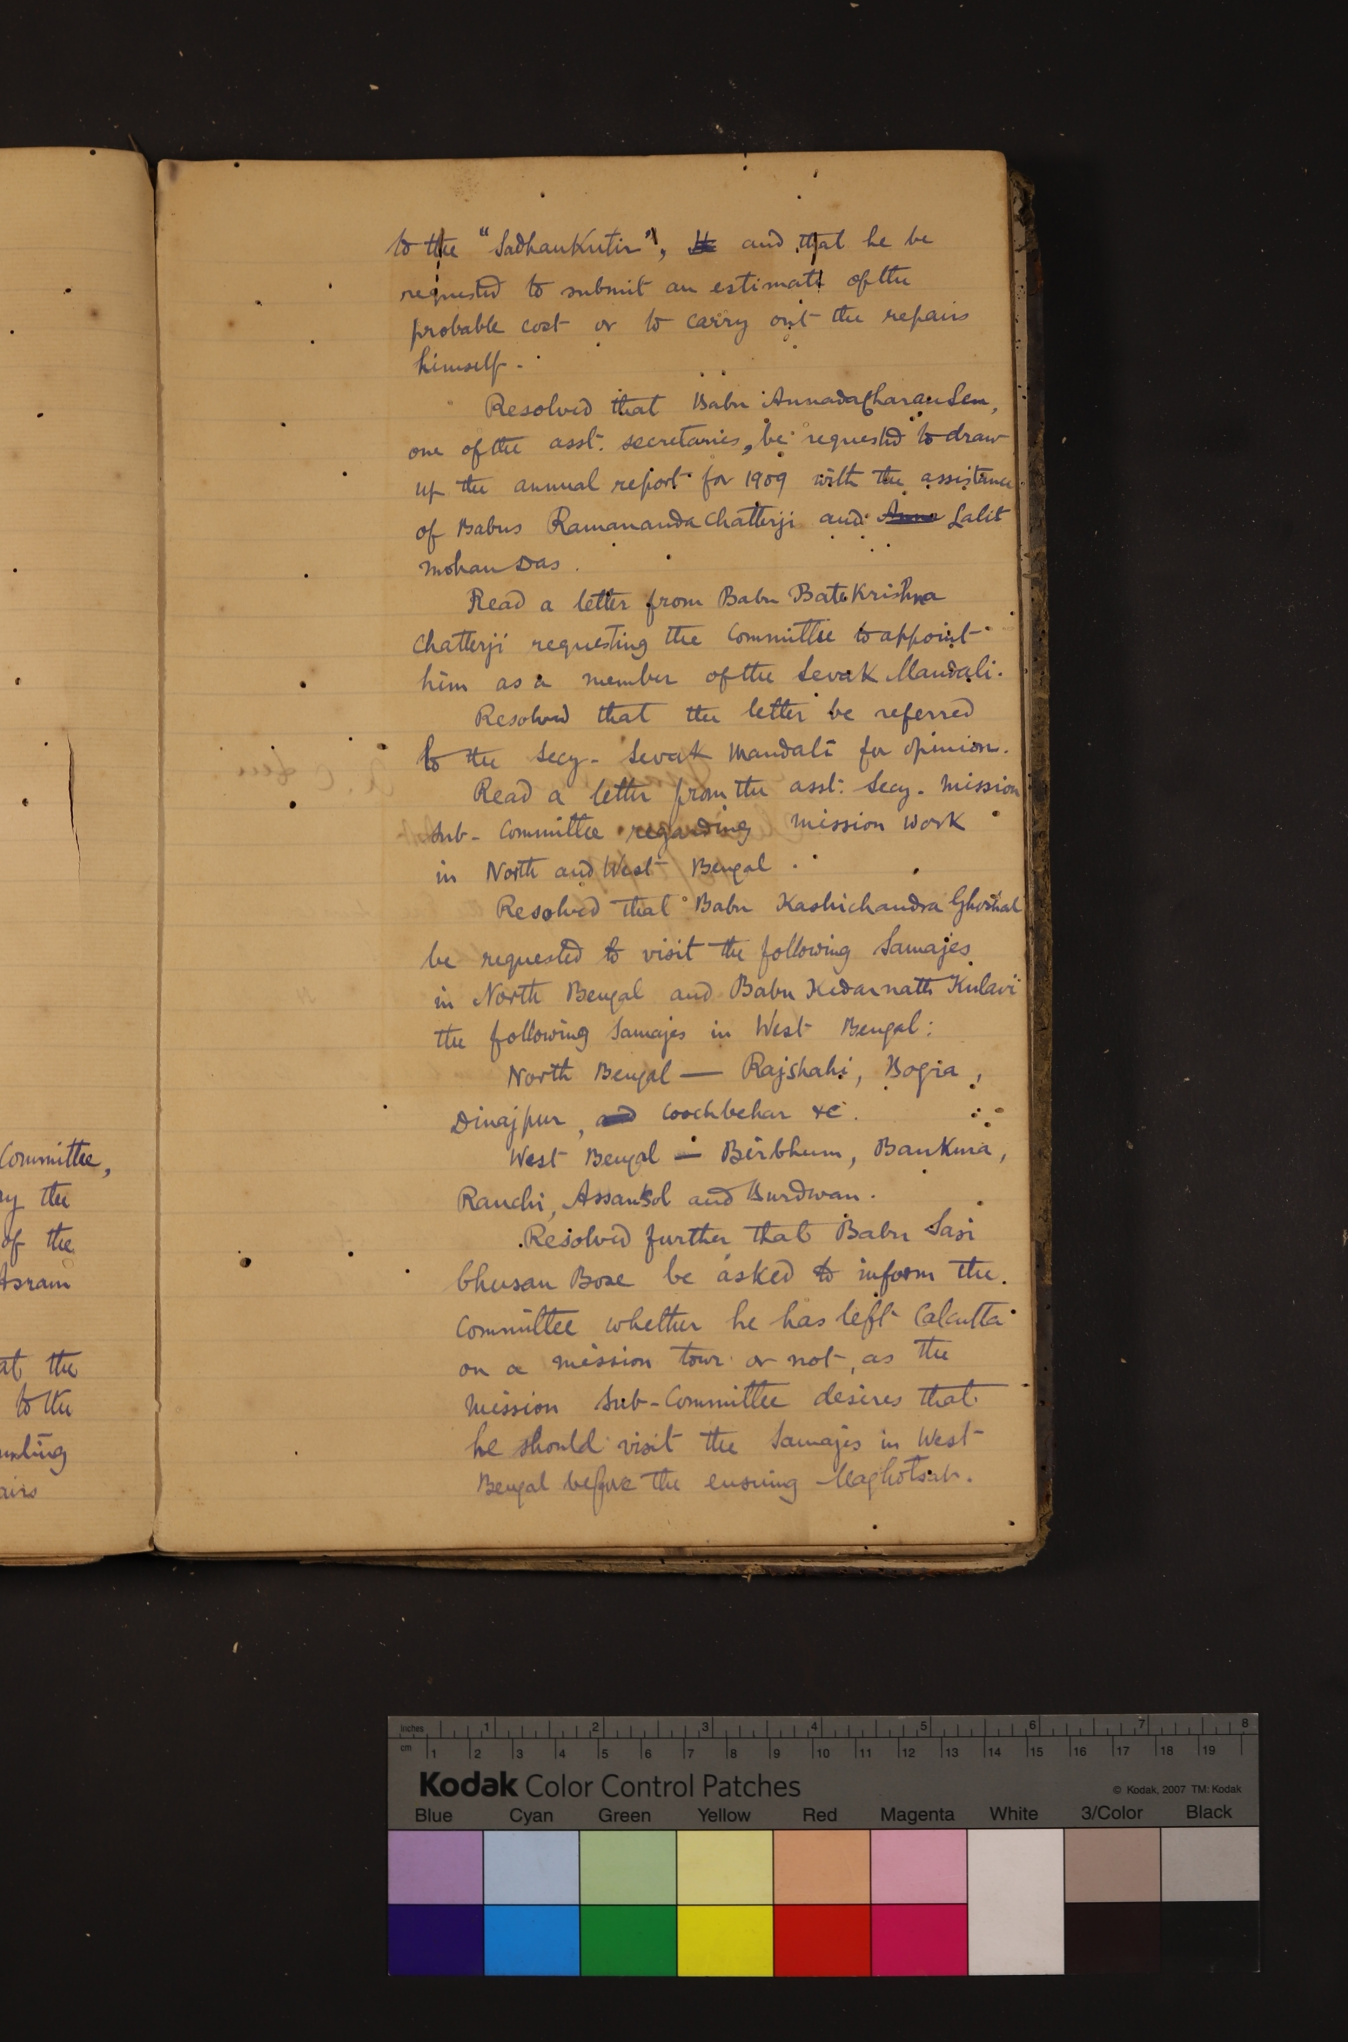 Committee,
ry the
of the
Asram
at the
to the
airs
to the "Sadhankutir", and that he be
requested to submit an estimate of the
probable cost or to carry out the repairs
himself.
Resolved that Babu Annadacharan Sen,
one of the asst. secretaries, be requested to draw
up the annual report for 1909 with the assistance
of Babus Ramananda Chatterji and Lalit
mohan Das.
Read a letter from Babu Batakrishna
Chatterji requesting the Committee to appoint
him as a member of the Sevak Mandali.
Resolved that the letter be referred
to the Secy. Sevak Mandali for opinion.
Read a letter from the asst. Secy. Mission
Sub-Committee regarding mission work
in North and West Bengal.
Resolved that Babu Kashichandra Ghoshal
be requested to visit the following Samajes
in North Bengal and Babu Kedarnath Kulavi
the following Samajes in West Bengal:
North Bengal — Rajshahi, Bogra,
Dinajpur, and Coochbehar &c.
West Bengal — Birbhum, Bankura,
Ranchi, Assansol and Burdwan.
Resolved further that Babu Sasi
bhusan Bose be asked to inform the
Committee whether he has left Calcutta
on a mission tour or not, as the
Mission Sub-Committee desires that
he should visit the Samajes in West
Bengal before the ensuing Maghotsab.
Inches 1 2 3 4 5 6 7 8
cm 1 2 3 4 5 6 7 8 9 10 11 12 13 14 15 16 17 18 19
Kodak Color Control Patches
© Kodak, 2007 TM: Kodak
Blue Cyan Green Yellow Red Magenta White 3/Color Black